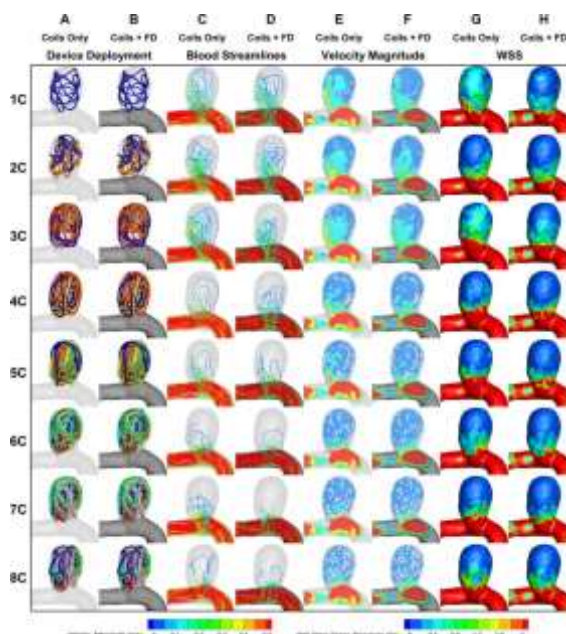 A B C D E F G H
Coils Only Coils + FD Coils Only Coils + FD Coils Only Coils + FD Coils Only Coils + FD
Device Deployment Blood Streamlines Velocity Magnitude WSS
1C
2C
3C
4C
5C
6C
7C
8C